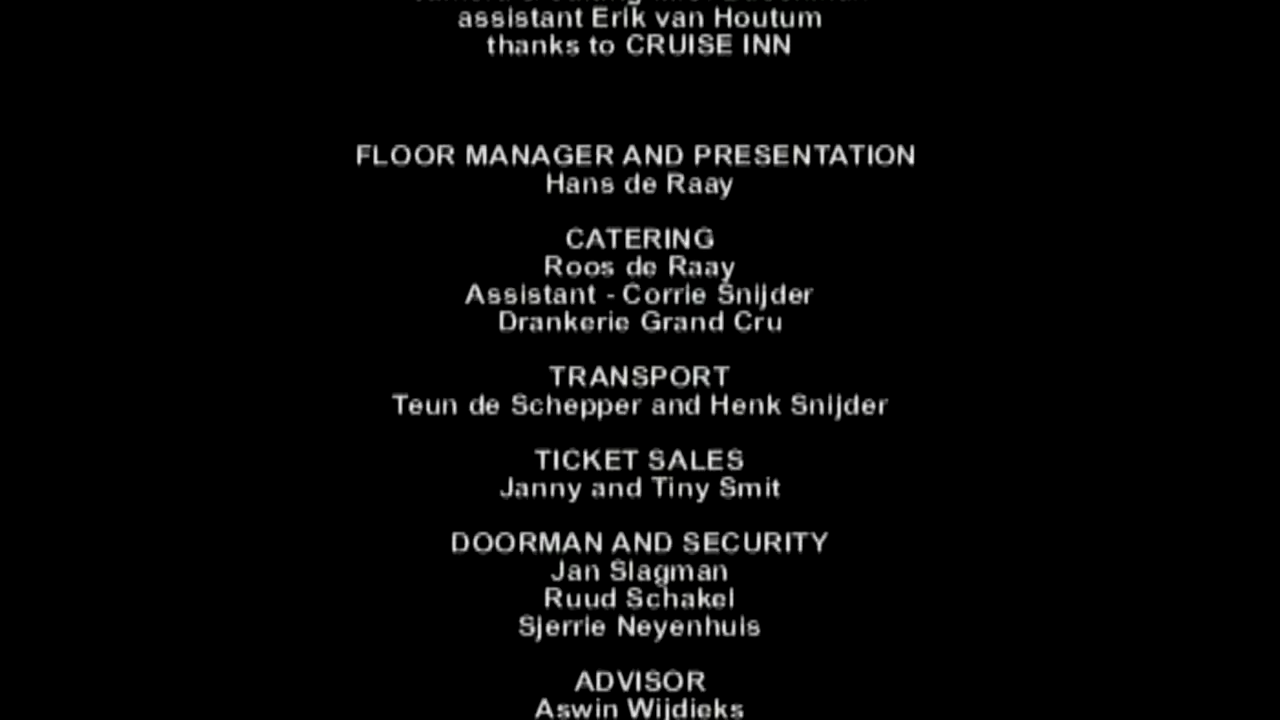 assistant Erik van Houtum
thanks to CRUISE INN
FLOOR MANAGER AND PRESENTATION
Hans de Raay
CATERING
Roos de Raay
Assistant - Corrie Snijder
Drankerie Grand Cru
TRANSPORT
Teun de Schepper and Henk Snijder
TICKET SALES
Janny and Tiny Smit
DOORMAN AND SECURITY
Jan Slagman
Ruud Schakel
Sjerrie Neyenhuis
ADVISOR
Aswin Wijdieks